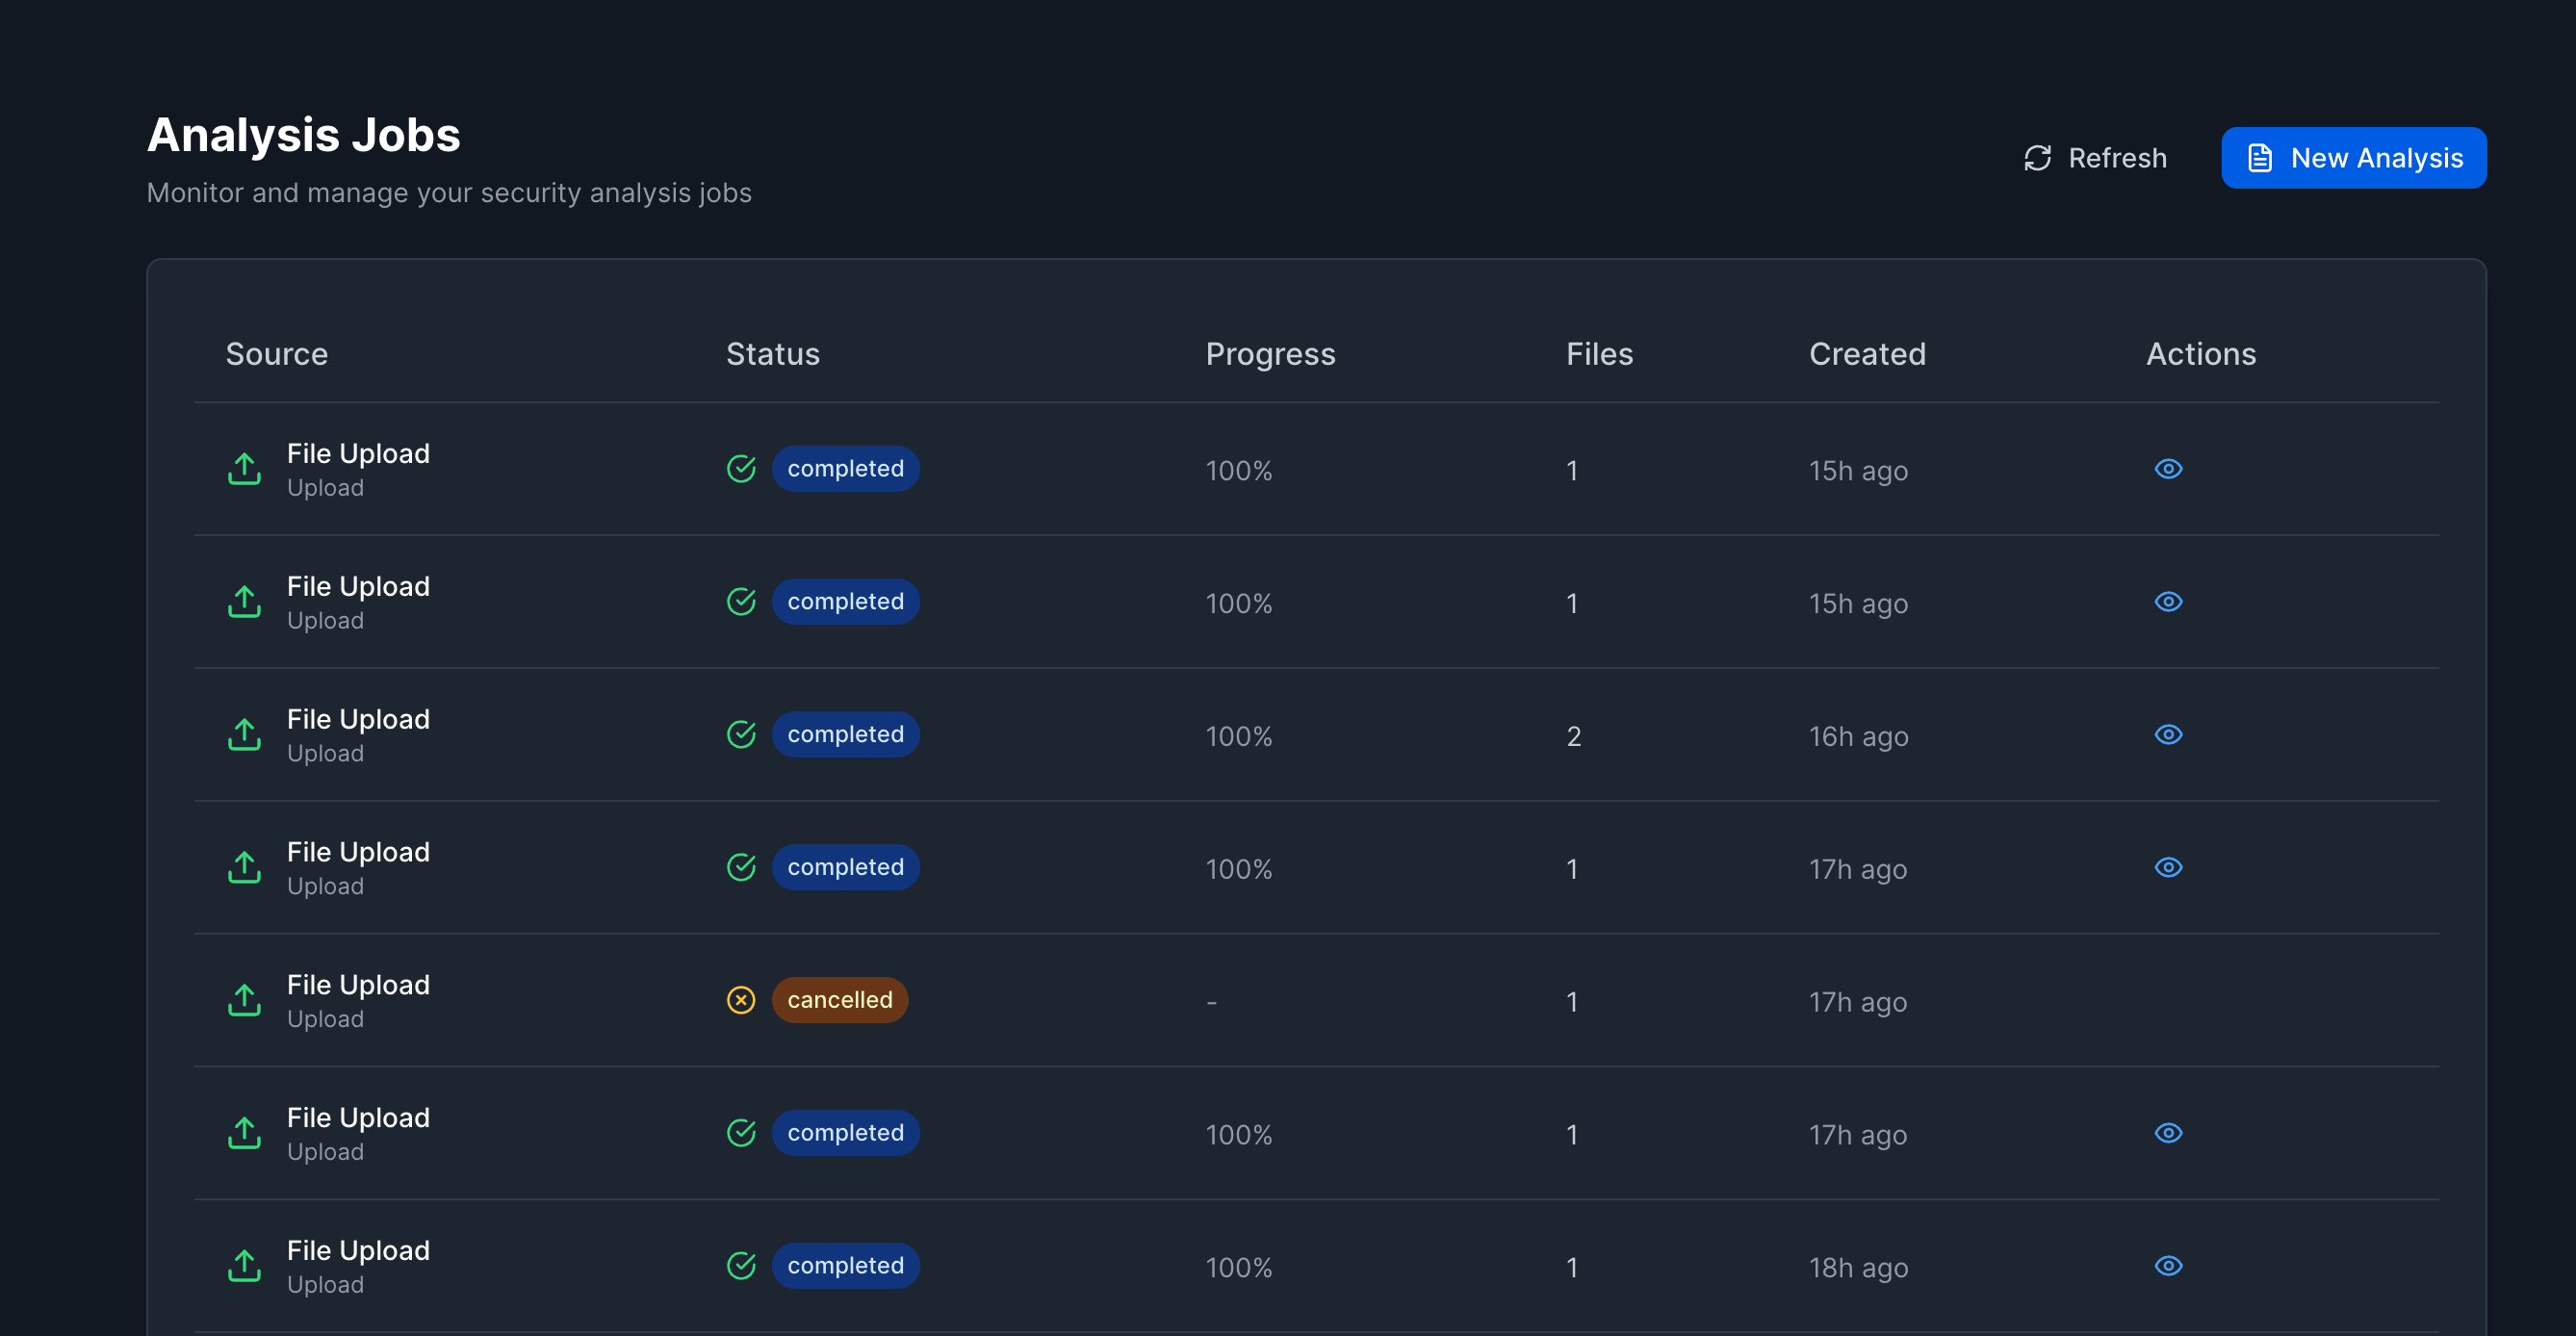 Analysis Jobs
Monitor and manage your security analysis jobs
Refresh
New Analysis
Source Status Progress Files Created Actions
File Upload
Upload
completed 100% 1 15h ago
File Upload
Upload
completed 100% 1 15h ago
File Upload
Upload
completed 100% 2 16h ago
File Upload
Upload
completed 100% 1 17h ago
File Upload
Upload
cancelled - 1 17h ago
File Upload
Upload
completed 100% 1 17h ago
File Upload
Upload
completed 100% 1 18h ago